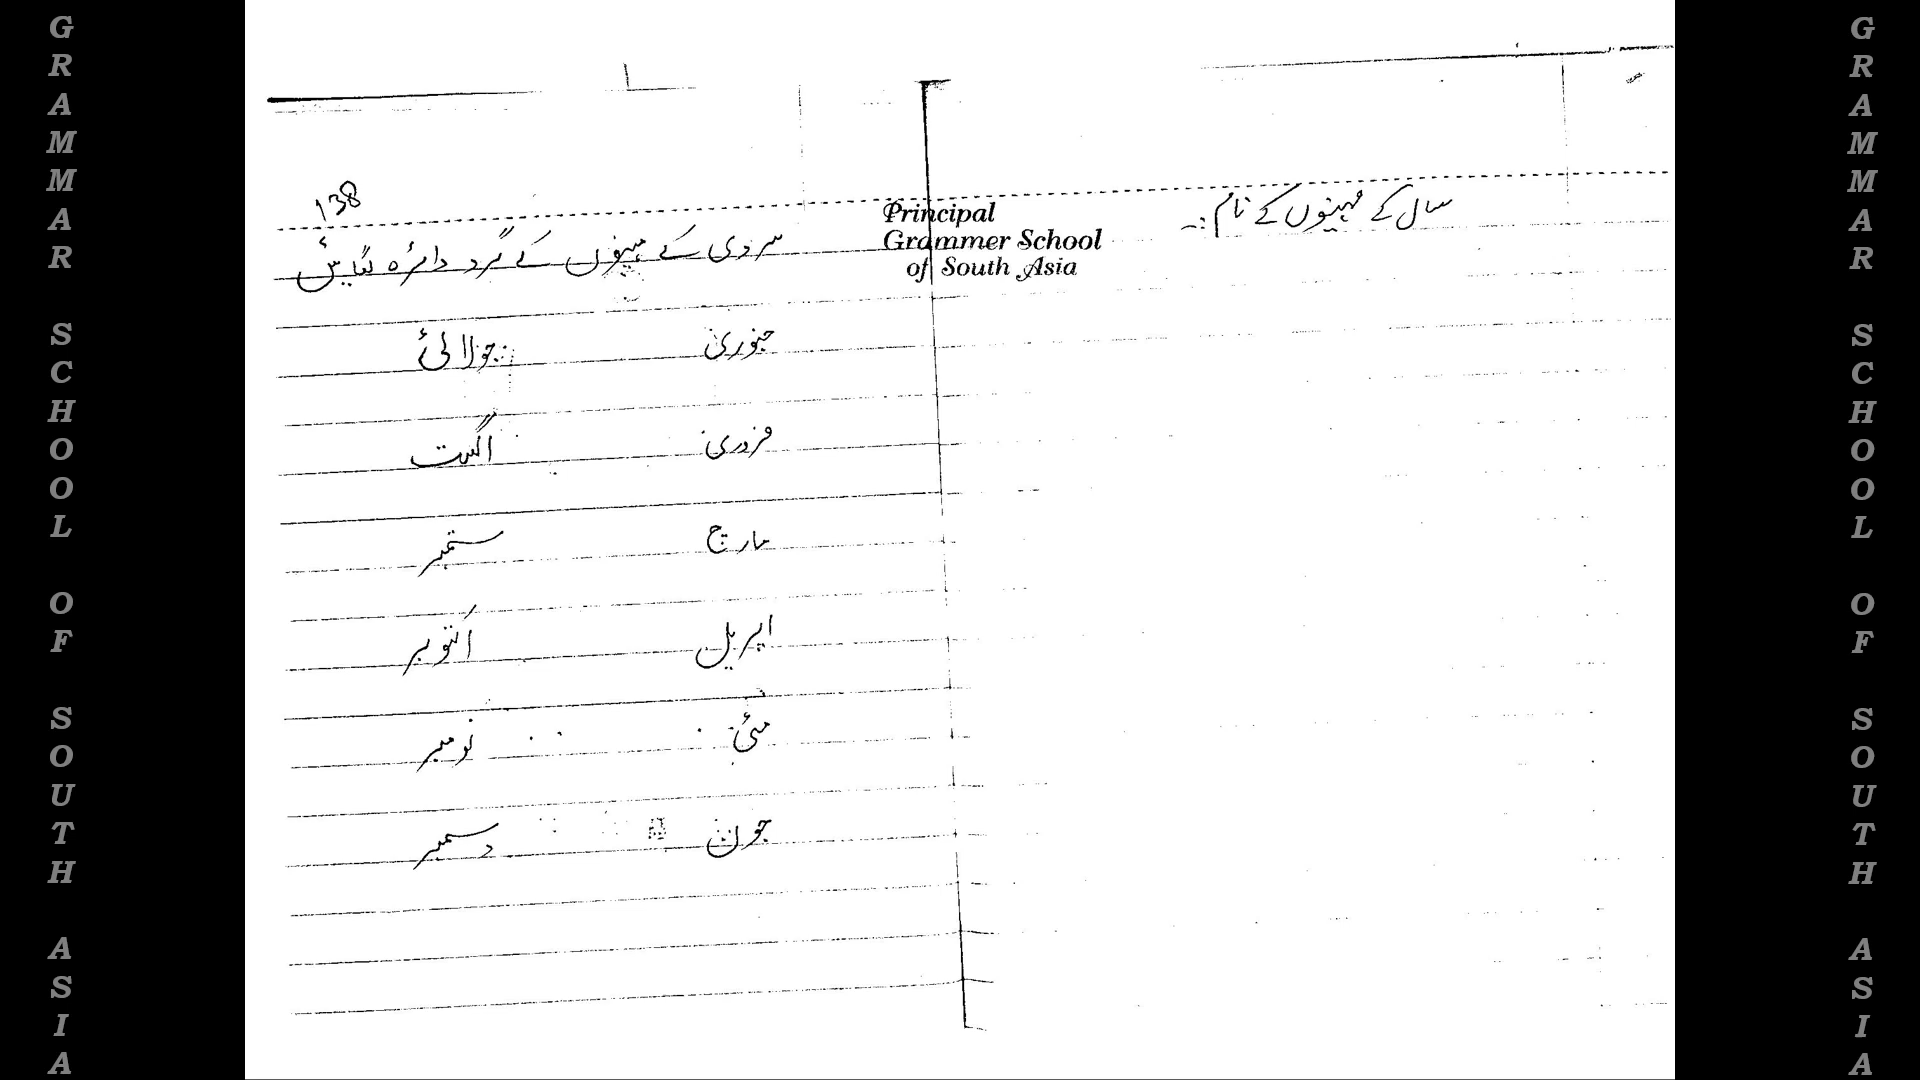 GRAMMAR SCHOOL OF SOUTH ASIA
138
سردی کے مہینوں کے گرد دائرہ لگایئں
جنوری جولائی
فروری اگست
مارچ ستمبر
اپریل اکتوبر
مئی نومبر
جون دسمبر
Principal
Grammer School
of South Asia
سال کے مہینوں کے نام :۔
GRAMMAR SCHOOL OF SOUTH ASIA